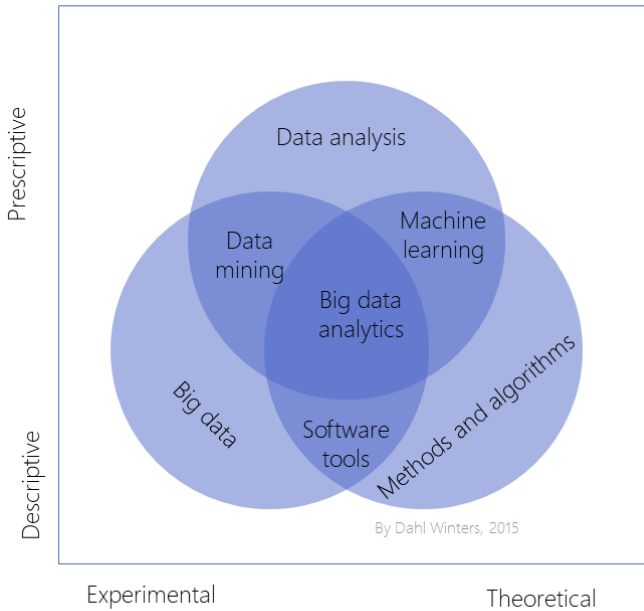 Prescriptive
Descriptive
Data analysis
Data
mining
Machine
learning
Big data
analytics
Big data
Software
tools
Methods and algorithms
By Dahl Winters, 2015
Experimental
Theoretical